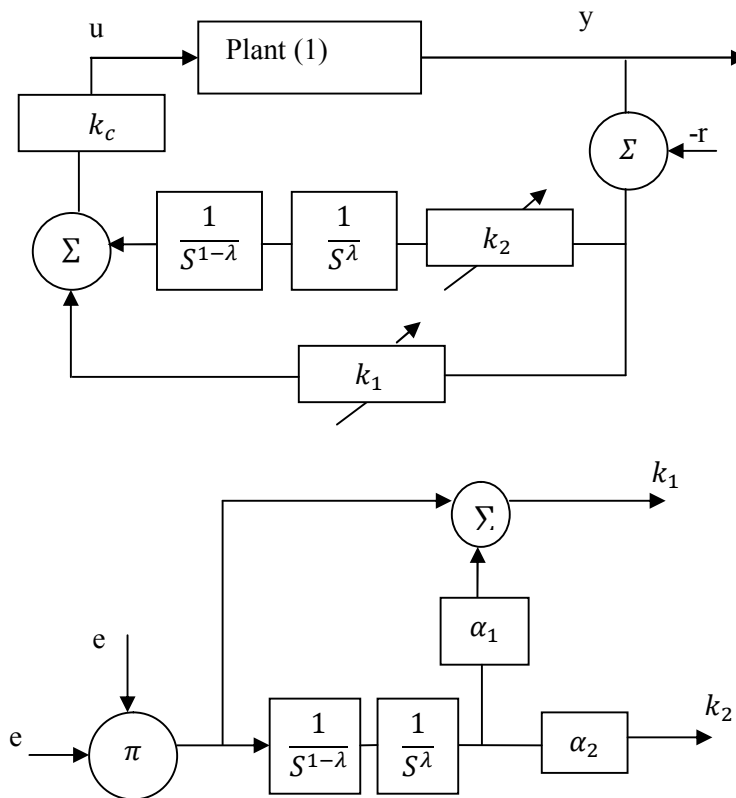 u
y
Plant (1)
k_c
Σ
-r
Σ
1/S^{1-λ}
1/S^λ
k_2
k_1
k_1
Σ
α_1
e
e
π
1/S^{1-λ}
1/S^λ
α_2
k_2